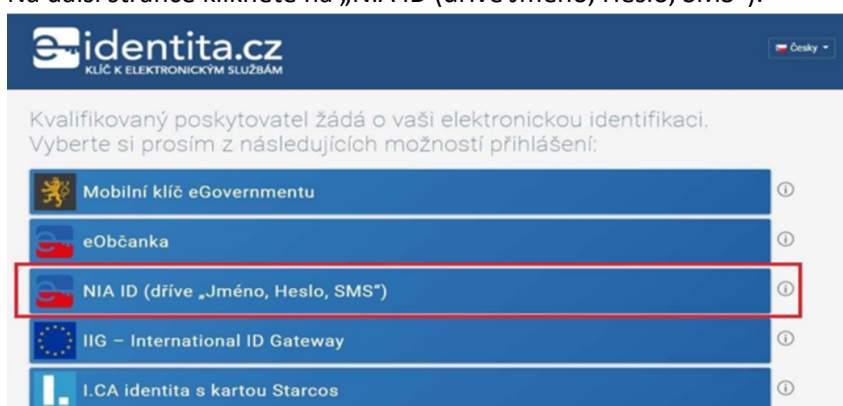 Na další stránce klikněte na „NIA ID (dříve Jméno, Heslo, SMS“).
identita.cz
KLÍČ K ELEKTRONICKÝM SLUŽBÁM
Česky
Kvalifikovaný poskytovatel žádá o vaši elektronickou identifikaci.
Vyberte si prosím z následujících možností přihlášení:
Mobilní klíč eGovernmentu
eObčanka
NIA ID (dříve „Jméno, Heslo, SMS“)
IIG – International ID Gateway
I.CA identita s kartou Starcos